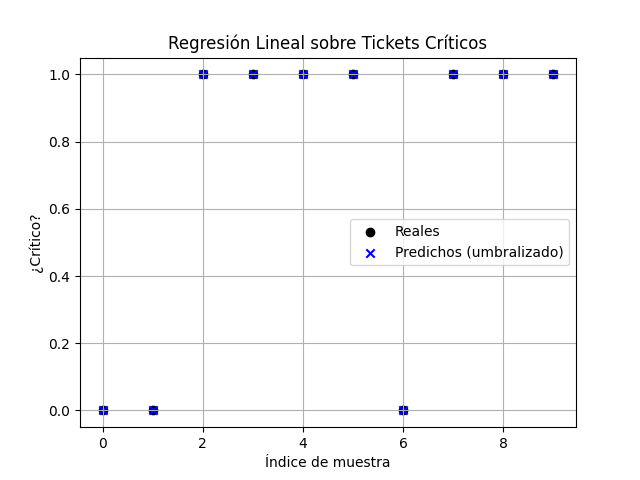 Regresión Lineal sobre Tickets Críticos
1.0
0.8
0.6
0.4
0.2
0.0
¿Crítico?
Reales
Predichos (umbralizado)
0 2 4 6 8
Índice de muestra